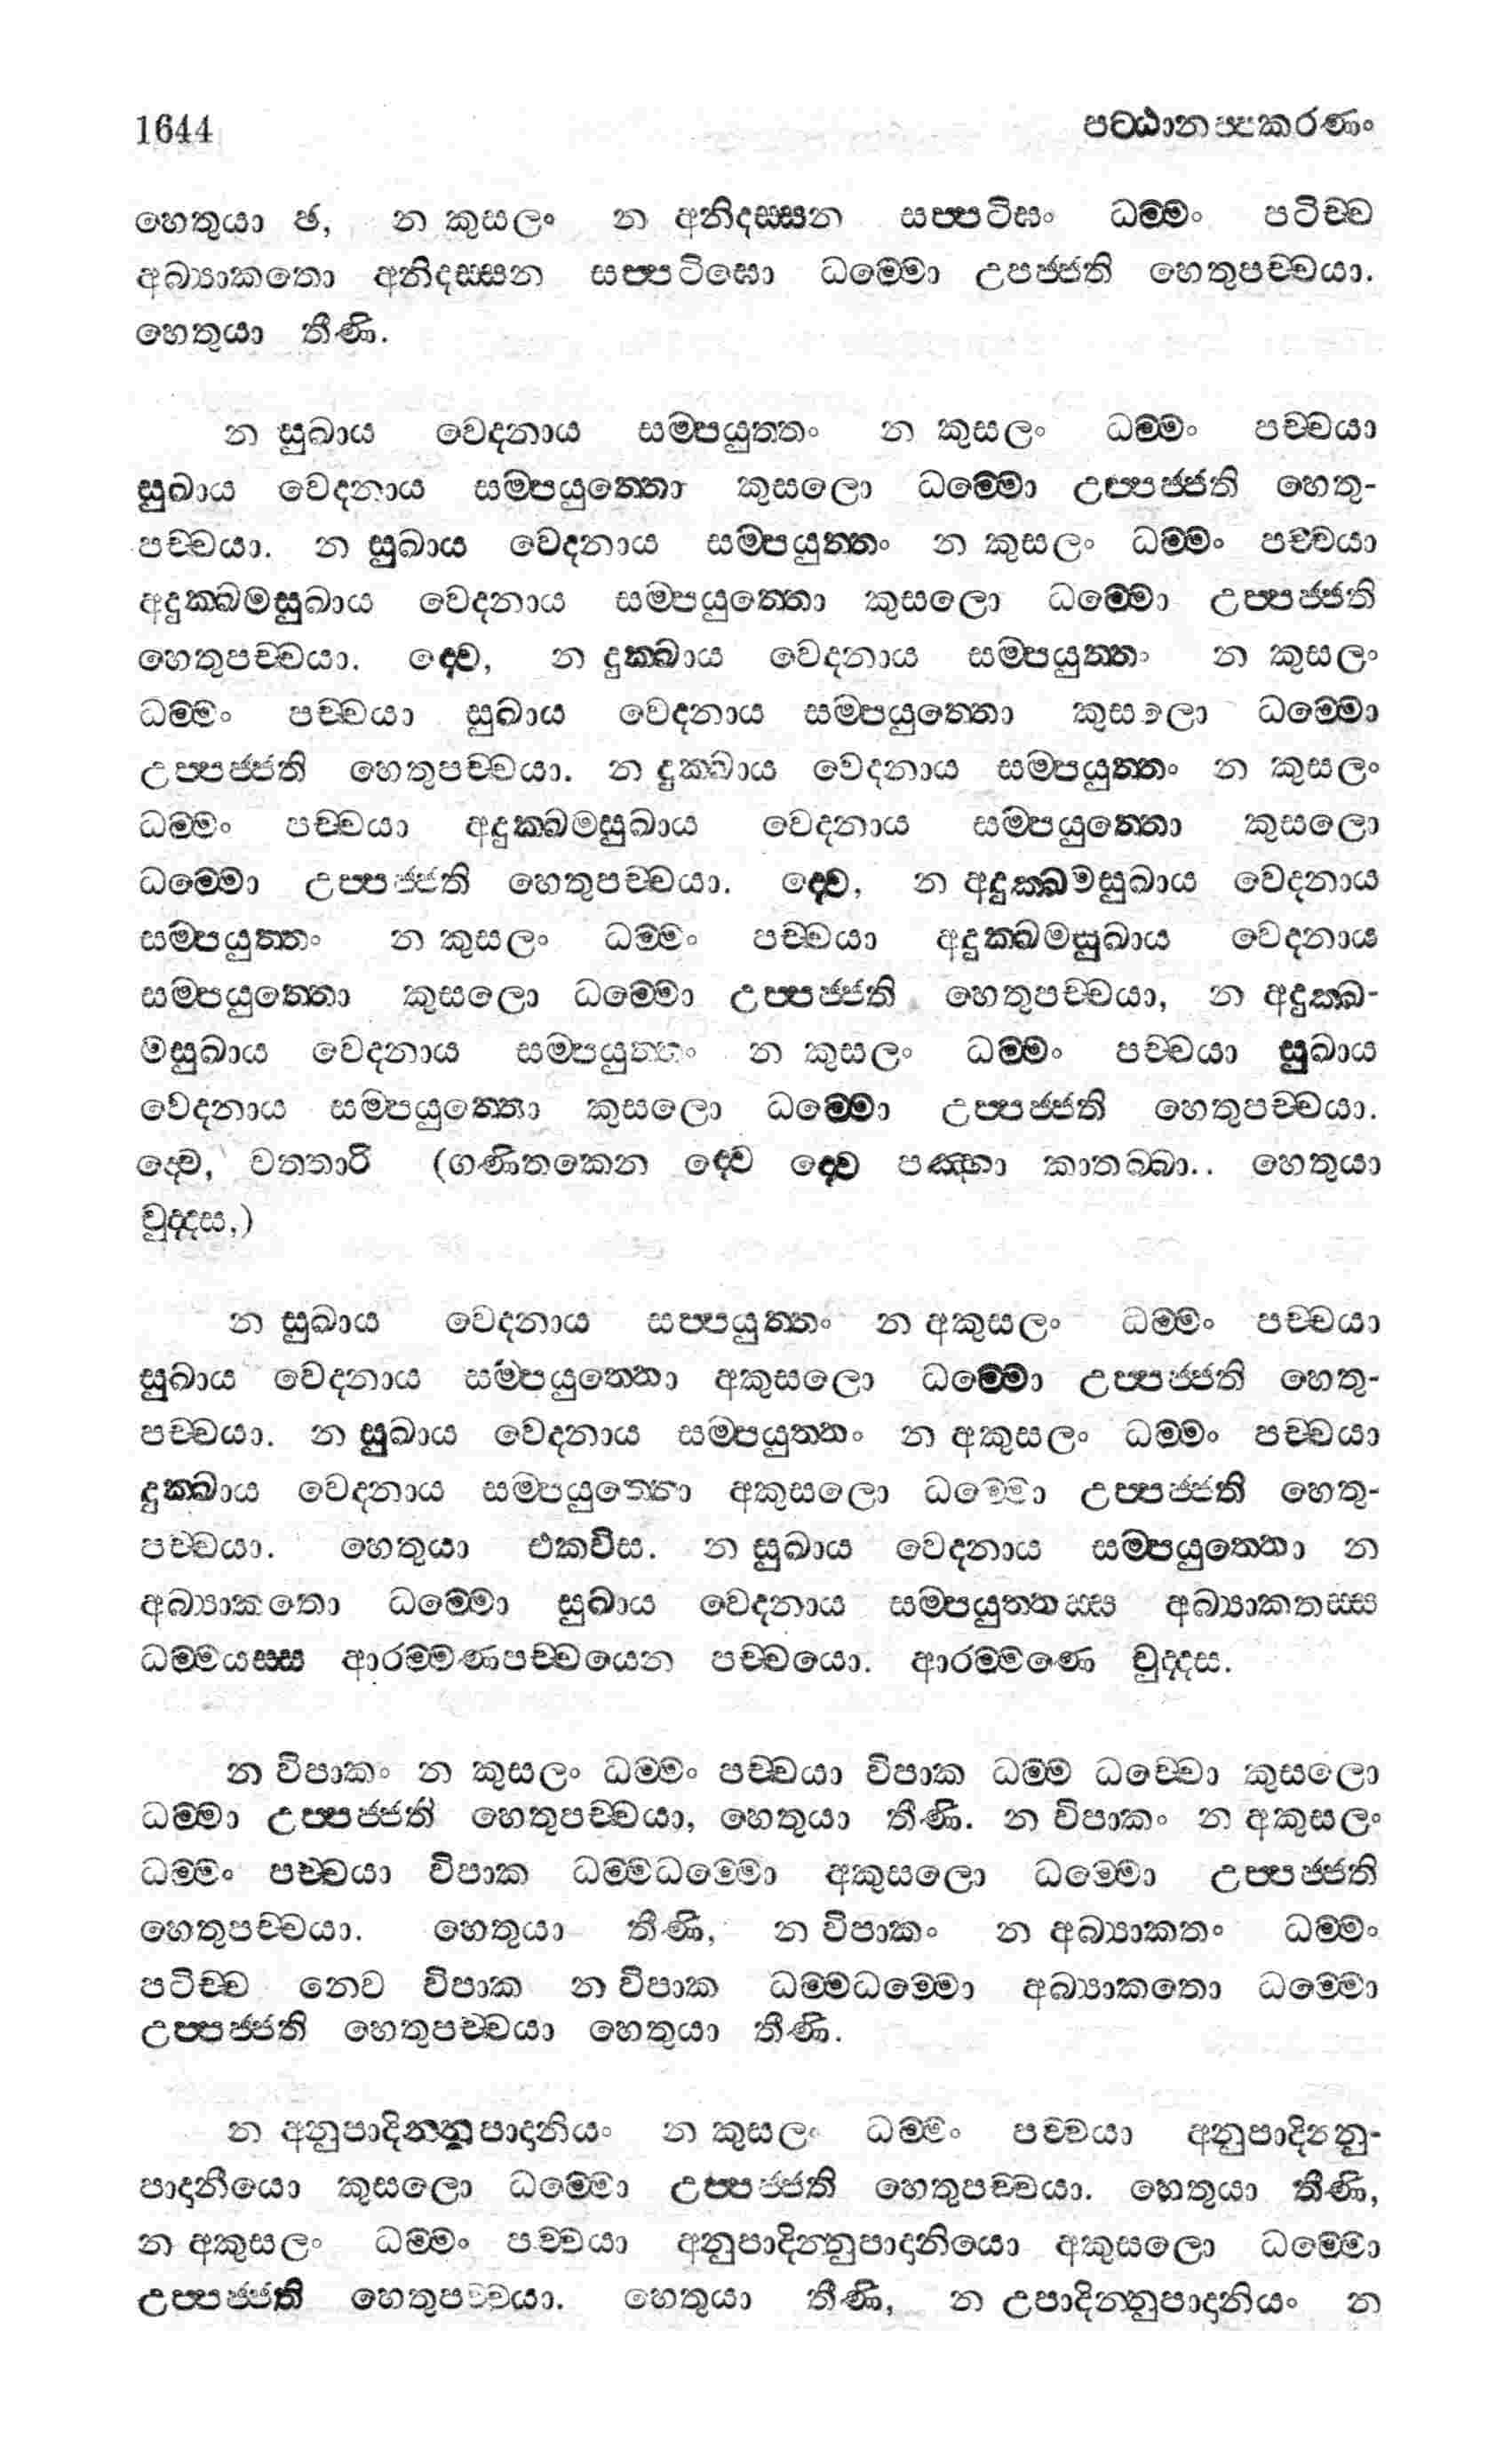 1644 පට්ඨානප්පකරණං
හෙතුයා ඡ, න කුසලං න අනිදස්සන සප්පටිඝං ධම්මං පටිච්ච
අබ්‍යාකතො අනිදස්සන සප්පටිඝො ධම්මො උපජ්ජති හෙතුපච්චයා.
හෙතුයා තීණි.
න සුඛාය වෙදනාය සම්පයුත්තං න කුසලං ධම්මං පච්චයා
සුඛාය වෙදනාය සම්පයුත්තො කුසලො ධම්මො උප්පජ්ජති හෙතු-
පච්චයා. න සුඛාය වෙදනාය සම්පයුත්තං න කුසලං ධම්මං පච්චයා
අදුක්ඛමසුඛාය වෙදනාය සම්පයුත්තො කුසලො ධම්මො උප්පජ්ජති
හෙතුපච්චයා. ද්වෙ, න දුක්ඛාය වෙදනාය සම්පයුත්තං න කුසලං
ධම්මං පච්චයා සුඛාය වෙදනාය සම්පයුත්තො කුසලො ධම්මො
උප්පජ්ජති හෙතුපච්චයා. න දුක්ඛාය වෙදනාය සම්පයුත්තං න කුසලං
ධම්මං පච්චයා අදුක්ඛමසුඛාය වෙදනාය සම්පයුත්තො කුසලො
ධම්මො උප්පජ්ජති හෙතුපච්චයා. ද්වෙ, න අදුක්ඛමසුඛාය වෙදනාය
සම්පයුත්තං න කුසලං ධම්මං පච්චයා අදුක්ඛමසුඛාය වෙදනාය
සම්පයුත්තො කුසලො ධම්මො උප්පජ්ජති හෙතුපච්චයා, න අදුක්ඛ-
මසුඛාය වෙදනාය සම්පයුත්තං න කුසලං ධම්මං පච්චයා සුඛාය
වෙදනාය සම්පයුත්තො කුසලො ධම්මො උප්පජ්ජති හෙතුපච්චයා.
ද්වෙ, චත්තාරි (ගණිතකෙන ද්වෙ ද්වෙ පඤ්හා කාතබ්බා.. හෙතුයා
චුද්දස,)
න සුඛාය වෙදනාය සප්පයුත්තං න අකුසලං ධම්මං පච්චයා
සුඛාය වෙදනාය සම්පයුත්තො අකුසලො ධම්මො උප්පජ්ජති හෙතු-
පච්චයා. න සුඛාය වෙදනාය සම්පයුත්තං න අකුසලං ධම්මං පච්චයා
දුක්ඛාය වෙදනාය සම්පයුත්තො අකුසලො ධම්මො උප්පජ්ජති හෙතු-
පච්චයා. හෙතුයා එකවීස. න සුඛාය වෙදනාය සම්පයුත්තො න
අබ්‍යාකතො ධම්මො සුඛාය වෙදනාය සම්පයුත්තස්ස අබ්‍යාකතස්ස
ධම්මයස්ස ආරම්මණපච්චයෙන පච්චයො. ආරම්මණෙ චුද්දස.
න විපාකං න කුසලං ධම්මං පච්චයා විපාක ධම්ම ධච්චො කුසලො
ධම්මා උප්පජ්ජති හෙතුපච්චයා, හෙතුයා තීණි. න විපාකං න අකුසලං
ධම්මං පච්චයා විපාක ධම්මධම්මො අකුසලො ධම්මො උප්පජ්ජති
හෙතුපච්චයා. හෙතුයා තීණි, න විපාකං න අබ්‍යාකතං ධම්මං
පටිච්ච නෙව විපාක න විපාක ධම්මධම්මො අබ්‍යාකතො ධම්මො
උප්පජ්ජති හෙතුපච්චයා හෙතුයා තීණි.
න අනුපාදින්නුපාදානියං න කුසලං ධම්මං පච්චයා අනුපාදින්නු-
පාදානීයො කුසලො ධම්මො උප්පජ්ජති හෙතුපච්චයා. හෙතුයා තීණි,
න අකුසලං ධම්මං පච්චයා අනුපාදින්නුපාදානියො අකුසලො ධම්මො
උප්පජ්ජති හෙතුපච්චයා. හෙතුයා තීණි, න උපාදින්නුපාදානියං න